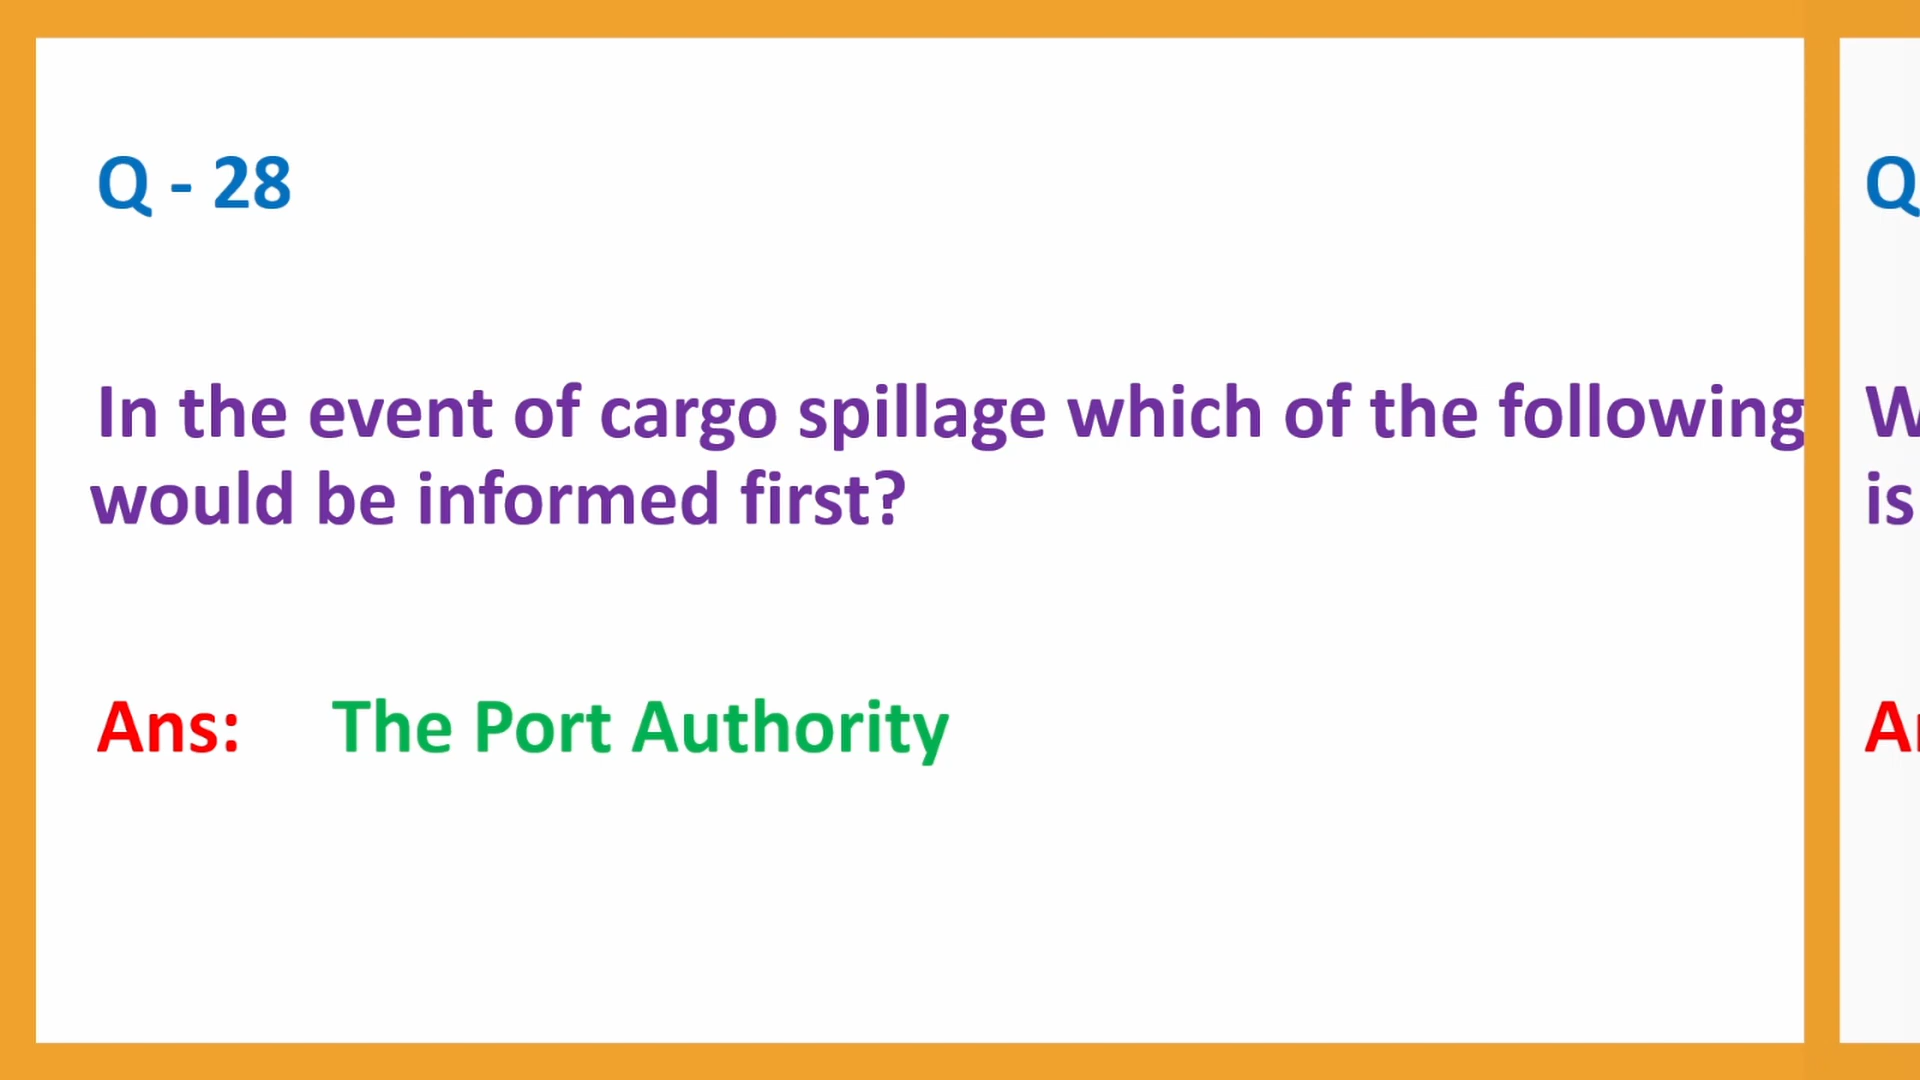 Q - 28
In the event of cargo spillage which of the following
would be informed first?
Ans: The Port Authority
Q
is